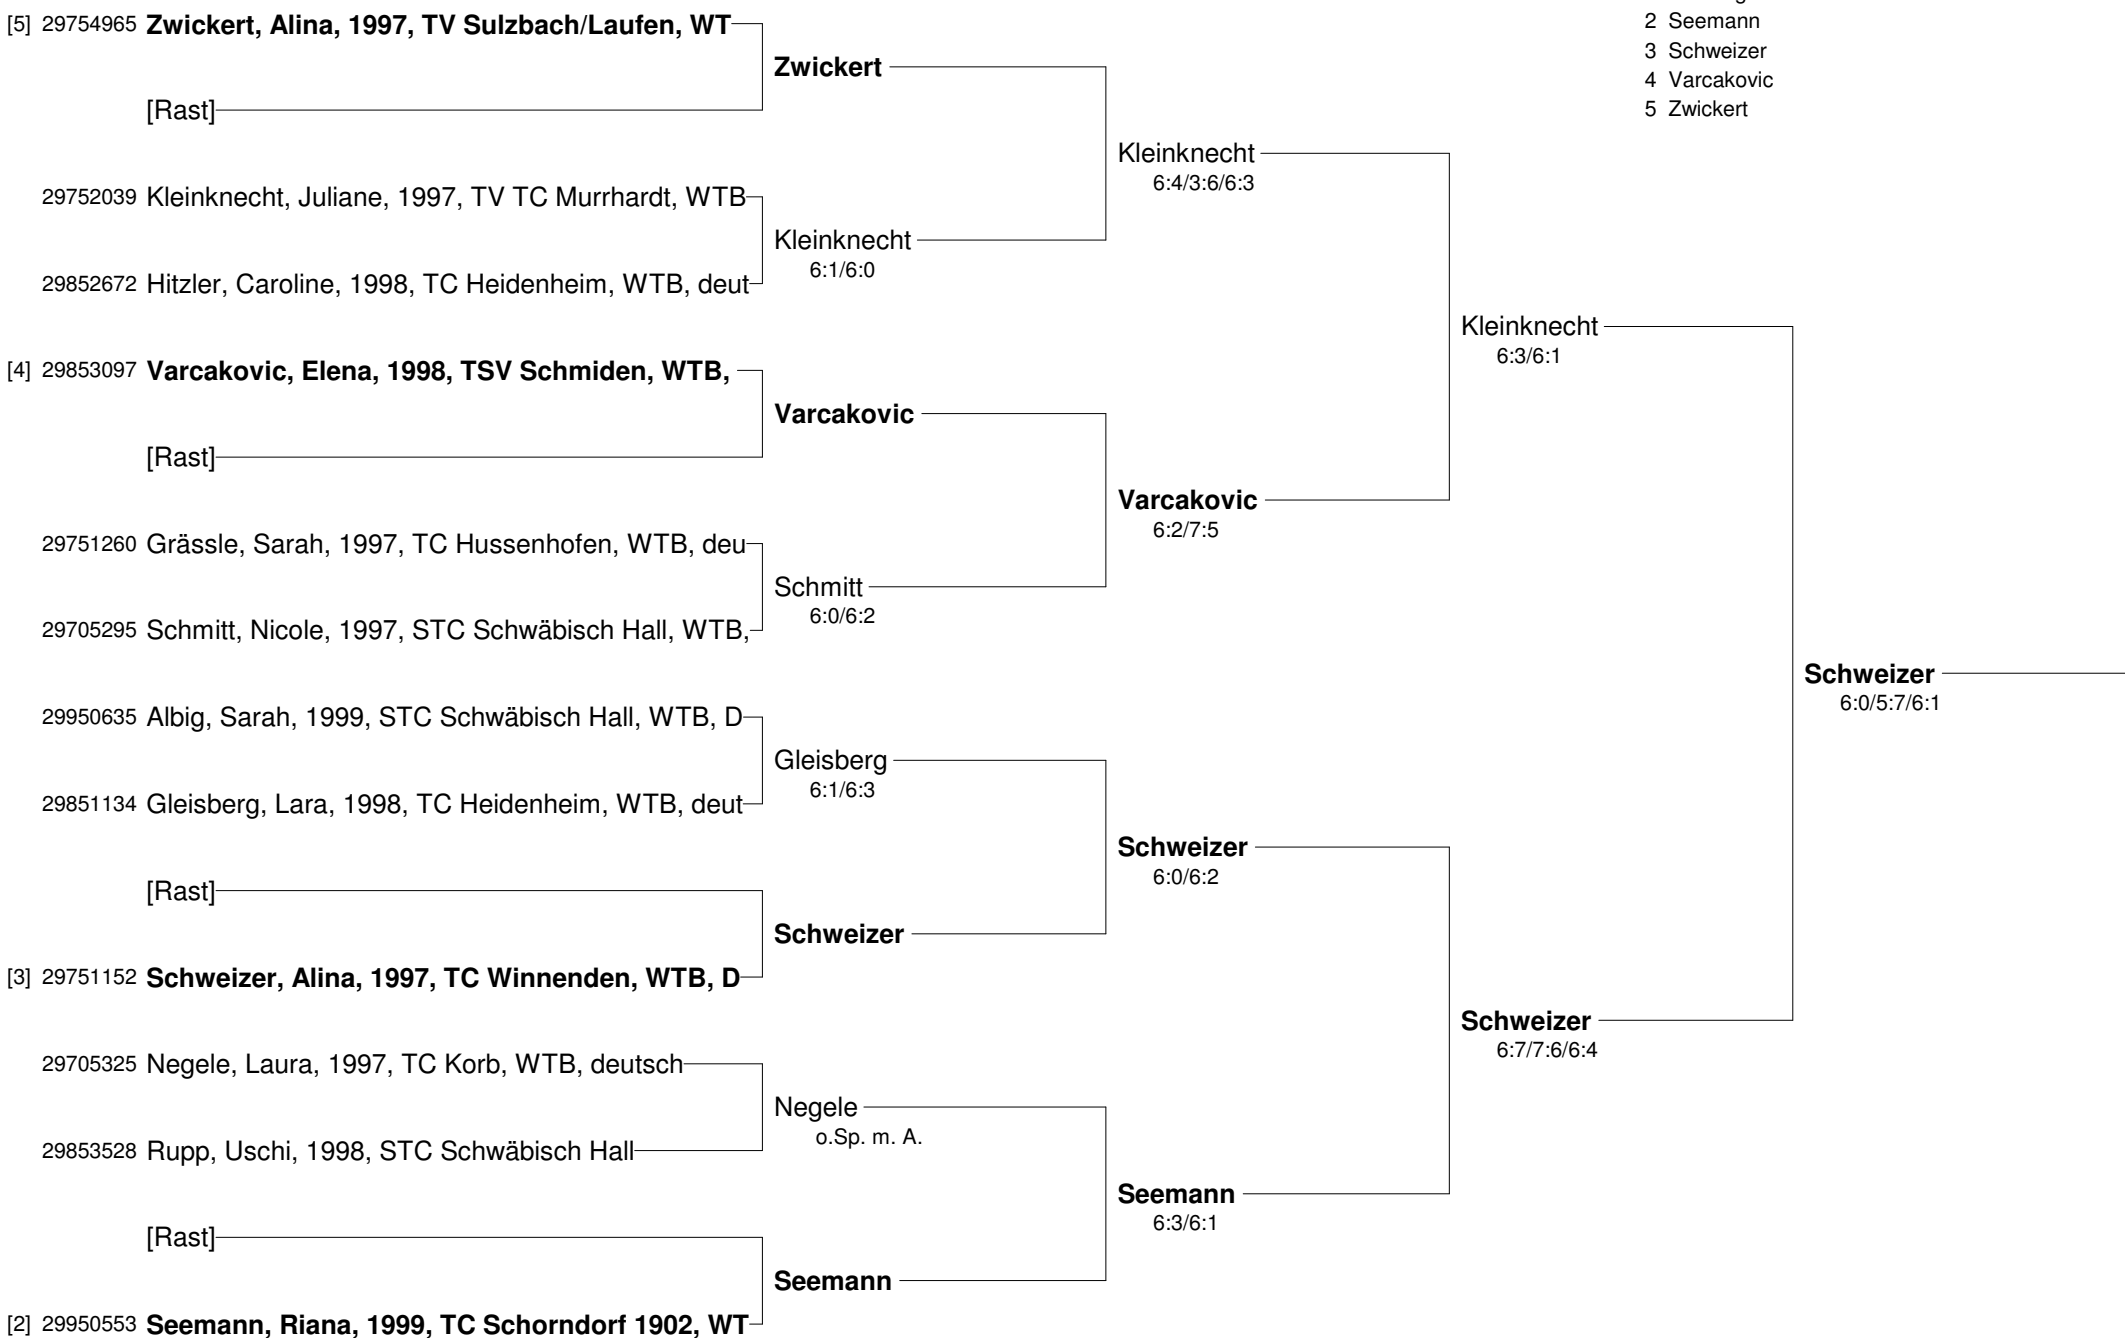 [5] 29754965 Zwickert, Alina, 1997, TV Sulzbach/Laufen, WT
2 Seemann
3 Schweizer
4 Varcakovic
5 Zwickert
Zwickert
[Rast]
Kleinknecht
6:4/3:6/6:3
29752039 Kleinknecht, Juliane, 1997, TV TC Murrhardt, WTB
Kleinknecht
6:1/6:0
29852672 Hitzler, Caroline, 1998, TC Heidenheim, WTB, deut
Kleinknecht
6:3/6:1
[4] 29853097 Varcakovic, Elena, 1998, TSV Schmiden, WTB,
Varcakovic
[Rast]
Varcakovic
6:2/7:5
29751260 Grässle, Sarah, 1997, TC Hussenhofen, WTB, deu
Schmitt
6:0/6:2
29705295 Schmitt, Nicole, 1997, STC Schwäbisch Hall, WTB,
Schweizer
6:0/5:7/6:1
29950635 Albig, Sarah, 1999, STC Schwäbisch Hall, WTB, D
Gleisberg
6:1/6:3
29851134 Gleisberg, Lara, 1998, TC Heidenheim, WTB, deut
Schweizer
6:0/6:2
[Rast]
Schweizer
[3] 29751152 Schweizer, Alina, 1997, TC Winnenden, WTB, D
Schweizer
6:7/7:6/6:4
29705325 Negele, Laura, 1997, TC Korb, WTB, deutsch
Negele
o.Sp. m. A.
29853528 Rupp, Uschi, 1998, STC Schwäbisch Hall
Seemann
6:3/6:1
[Rast]
Seemann
[2] 29950553 Seemann, Riana, 1999, TC Schorndorf 1902, WT